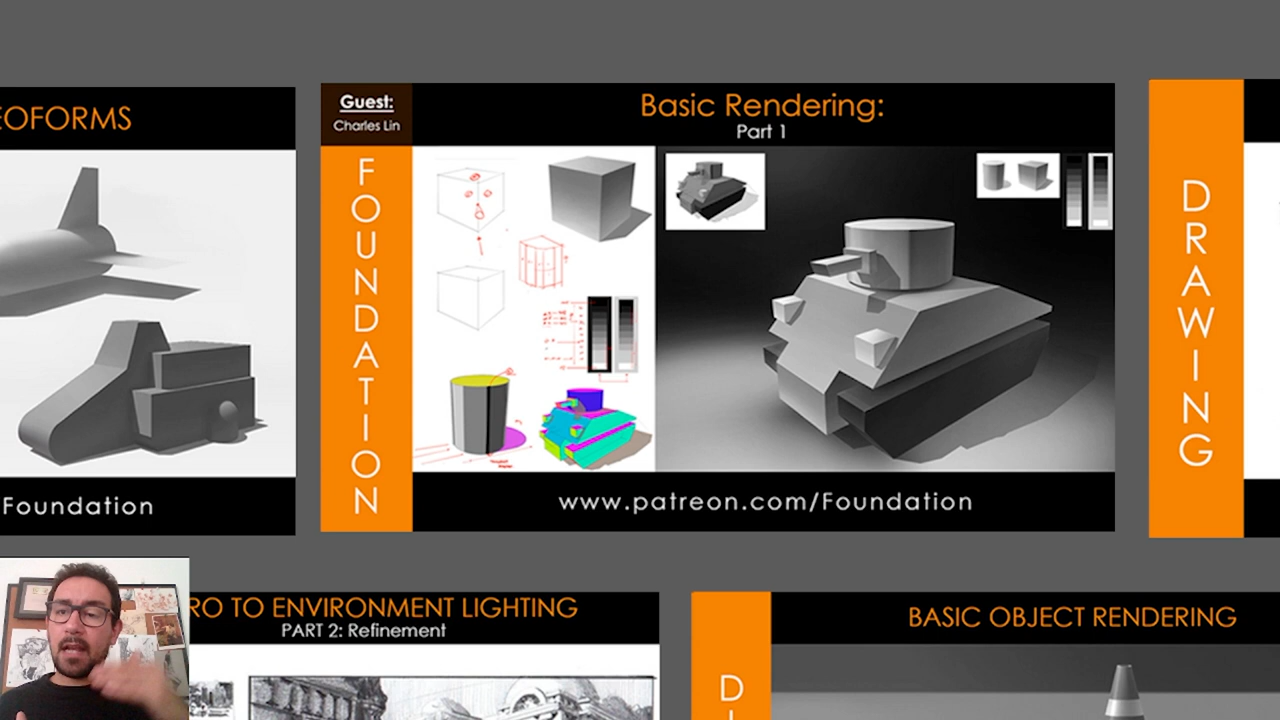 EOFORMS
Foundation
Guest:
Charles Lin
FOUNDATION
Basic Rendering:
Part 1
www.patreon.com/Foundation
DRAWING
RO TO ENVIRONMENT LIGHTING
PART 2: Refinement
BASIC OBJECT RENDERING
D